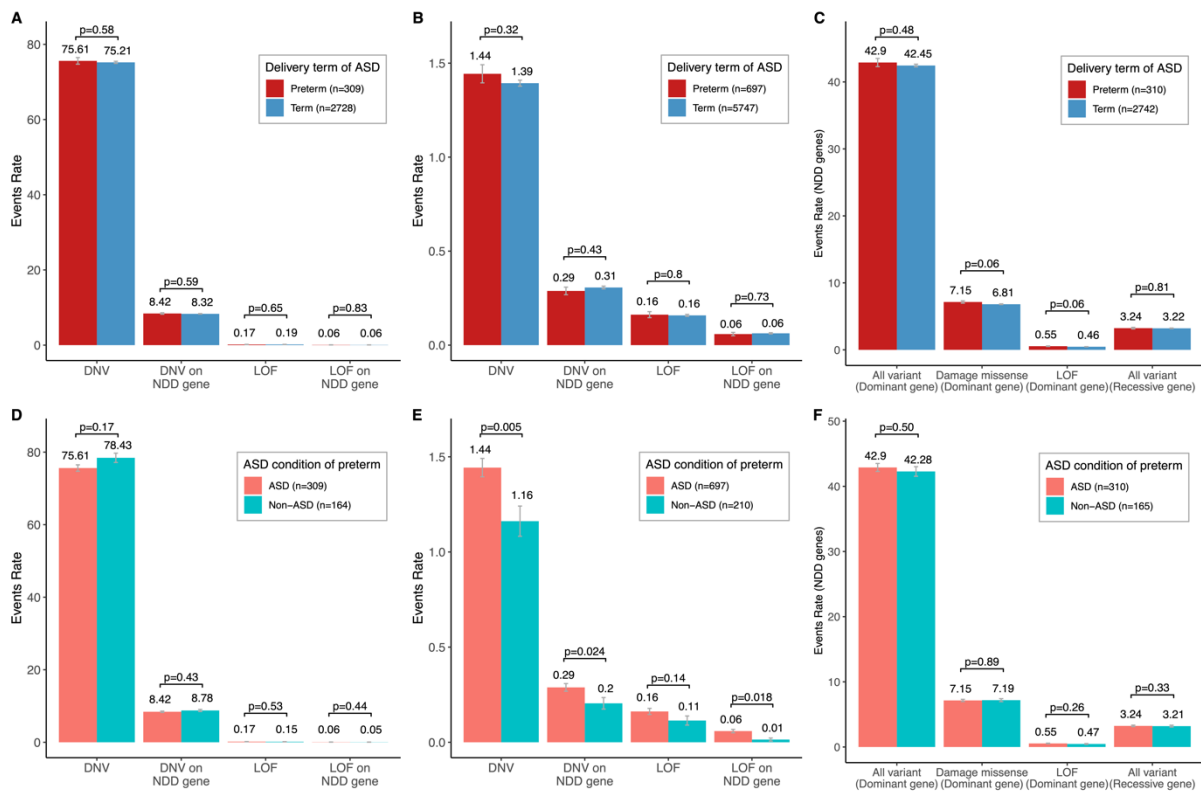 A
p=0.58
75.61 75.21
80
60
40
20
0
Events Rate
Delivery term of ASD
Preterm (n=309)
Term (n=2728)
p=0.59
8.42 8.32
p=0.65
0.17 0.19
p=0.83
0.06 0.06
DNV
DNV on
NDD gene
LOF
LOF on NDD gene
B
p=0.32
1.44 1.39
1.5
1.0
0.5
0.0
Events Rate
Delivery term of ASD
Preterm (n=697)
Term (n=5747)
p=0.43
0.29 0.31
p=0.8
0.16 0.16
p=0.73
0.06 0.06
DNV
DNV on
NDD gene
LOF
LOF on NDD gene
C
p=0.48
42.9 42.45
40
30
20
10
0
Events Rate (NDD genes)
Delivery term of ASD
Preterm (n=310)
Term (n=2742)
p=0.06
7.15 6.81
p=0.06
0.55 0.46
p=0.81
3.24 3.22
All variant
(Dominant gene)
Damage missense
(Dominant gene)
LOF
(Dominant gene)
All variant
(Recessive gene)
D
p=0.17
75.61 78.43
80
60
40
20
0
Events Rate
ASD condition of preterm
ASD (n=309)
Non−ASD (n=164)
p=0.43
8.42 8.78
p=0.53
0.17 0.15
p=0.44
0.06 0.05
DNV
DNV on
NDD gene
LOF
LOF on NDD gene
E
p=0.005
1.44
1.16
1.5
1.0
0.5
0.0
Events Rate
ASD condition of preterm
ASD (n=697)
Non−ASD (n=210)
p=0.024
0.29 0.2
p=0.14
0.16 0.11
p=0.018
0.06 0.01
DNV
DNV on
NDD gene
LOF
LOF on NDD gene
F
p=0.50
42.9 42.28
50
40
30
20
10
0
Events Rate (NDD genes)
ASD condition of preterm
ASD (n=310)
Non−ASD (n=165)
p=0.89
7.15 7.19
p=0.26
0.55 0.47
p=0.33
3.24 3.21
All variant
(Dominant gene)
Damage missense
(Dominant gene)
LOF
(Dominant gene)
All variant
(Recessive gene)